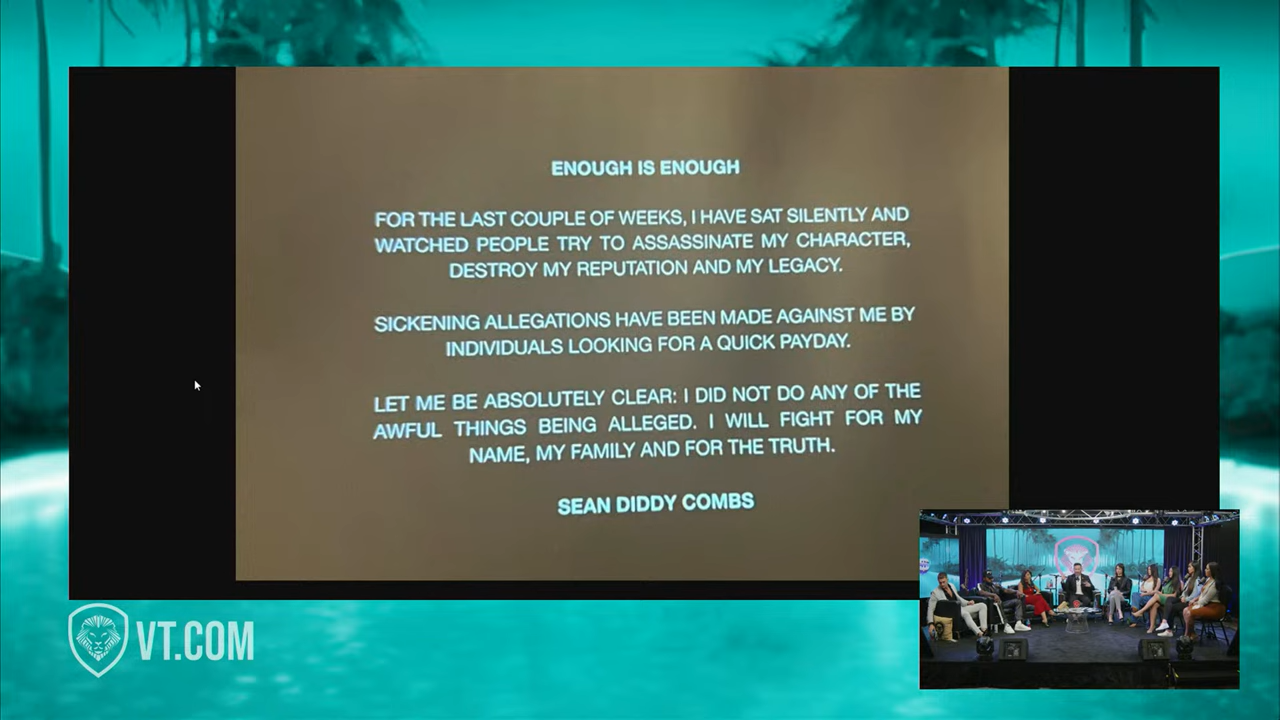 ENOUGH IS ENOUGH
FOR THE LAST COUPLE OF WEEKS, I HAVE SAT SILENTLY AND
WATCHED PEOPLE TRY TO ASSASSINATE MY CHARACTER,
DESTROY MY REPUTATION AND MY LEGACY.
SICKENING ALLEGATIONS HAVE BEEN MADE AGAINST ME BY
INDIVIDUALS LOOKING FOR A QUICK PAYDAY.
LET ME BE ABSOLUTELY CLEAR: I DID NOT DO ANY OF THE
AWFUL THINGS BEING ALLEGED. I WILL FIGHT FOR MY
NAME, MY FAMILY AND FOR THE TRUTH.
SEAN DIDDY COMBS
VT.COM